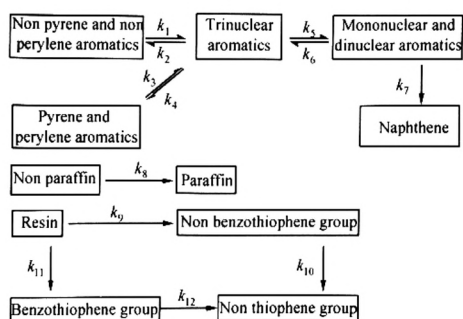 Non pyrene and non
perylene aromatics
k1
k2
Trinuclear
aromatics
k5
k6
Mononuclear and
dinuclear aromatics
k3
k4
k7
Pyrene and
perylene aromatics
Naphthene
Non paraffin
k8
Paraffin
Resin
k9
Non benzothiophene group
k11
k10
Benzothiophene group
k12
Non thiophene group